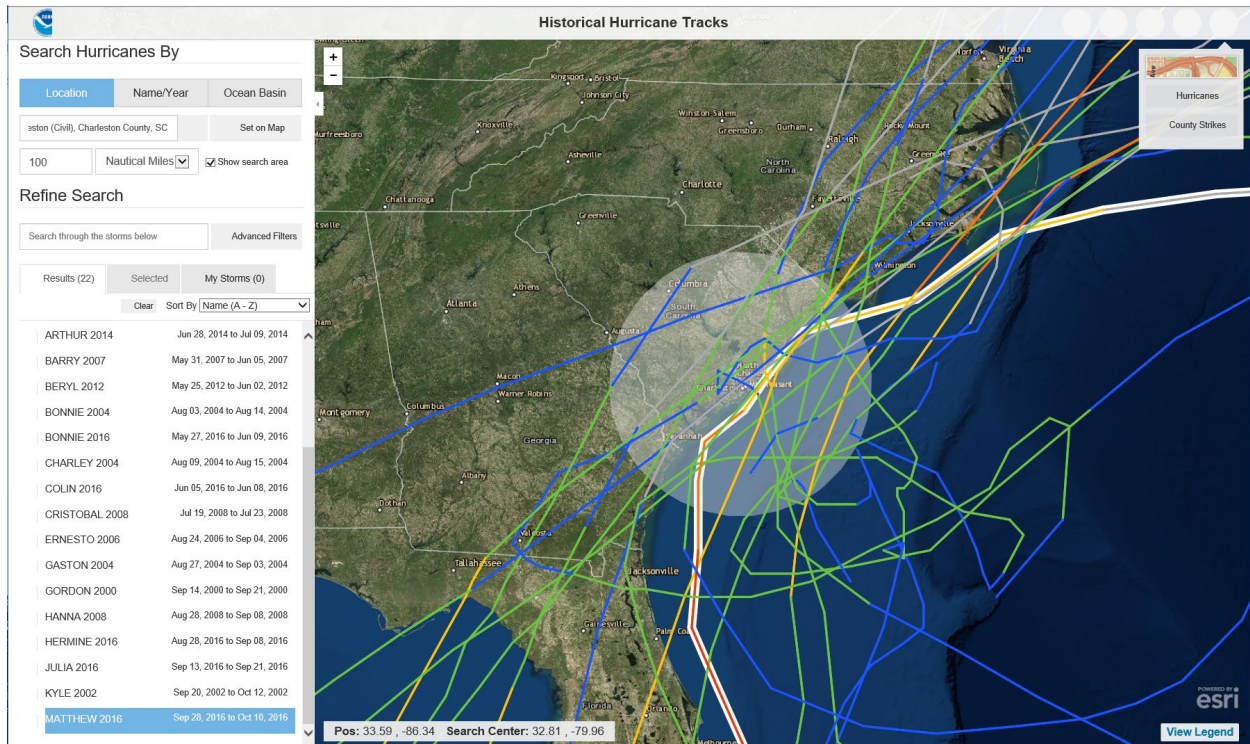 Historical Hurricane Tracks
Search Hurricanes By
Location Name/Year Ocean Basin
eston (Civil), Charleston County, SC Set on Map
100 Nautical Miles Show search area
Refine Search
Search through the storms below Advanced Filters
Results (22) Selected My Storms (0)
Clear Sort By Name (A - Z)
ARTHUR 2014 Jun 28, 2014 to Jul 09, 2014
BARRY 2007 May 31, 2007 to Jun 05, 2007
BERYL 2012 May 25, 2012 to Jun 02, 2012
BONNIE 2004 Aug 03, 2004 to Aug 14, 2004
BONNIE 2016 May 27, 2016 to Jun 09, 2016
CHARLEY 2004 Aug 09, 2004 to Aug 15, 2004
COLIN 2016 Jun 05, 2016 to Jun 08, 2016
CRISTOBAL 2008 Jul 19, 2008 to Jul 23, 2008
ERNESTO 2006 Aug 24, 2006 to Sep 04, 2006
GASTON 2004 Aug 27, 2004 to Sep 03, 2004
GORDON 2000 Sep 14, 2000 to Sep 21, 2000
HANNA 2008 Aug 28, 2008 to Sep 08, 2008
HERMINE 2016 Aug 28, 2016 to Sep 08, 2016
JULIA 2016 Sep 13, 2016 to Sep 21, 2016
KYLE 2002 Sep 20, 2002 to Oct 12, 2002
MATTHEW 2016 Sep 28, 2016 to Oct 10, 2016
+
−
Hurricanes
County Strikes
Norfolk
Virginia
Beach
Kingsport
Bristol
Johnson City
Knoxville
Murfreesboro
Winston-Salem
Greensboro
Durham
Raleigh
Rocky Mount
Greenville
Asheville
North
Carolina
Charlotte
Fayetteville
Chattanooga
Greenville
Jacksonville
Wilmington
Columbia
South
Carolina
Athens
Atlanta
Augusta
Macon
Warner Robins
Columbus
Montgomery
Georgia
Savannah
Albany
Dothan
Valdosta
Tallahassee
Jacksonville
Gainesville
Palm Coa
Florida
Orlando
Melbourne
Pos: 33.59 , -86.34 Search Center: 32.81 , -79.96
POWERED BY
esri
View Legend